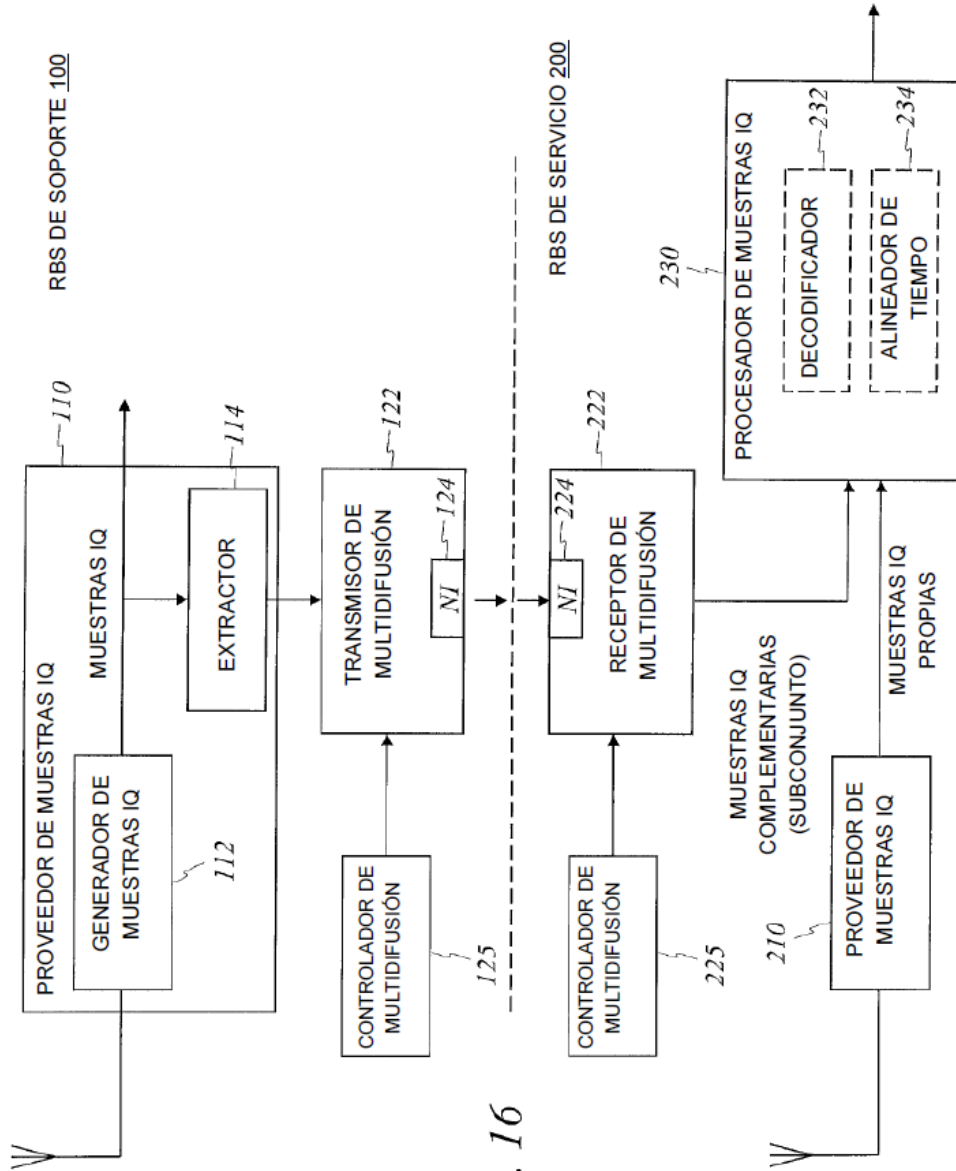 RBS DE SOPORTE 100
110
PROVEEDOR DE MUESTRAS IQ
GENERADOR DE
MUESTRAS IQ
112
MUESTRAS IQ
114
EXTRACTOR
122
TRANSMISOR DE
MULTIDIFUSIÓN
124
NI
CONTROLADOR DE
MULTIDIFUSIÓN
125
RBS DE SERVICIO 200
222
224
NI
RECEPTOR DE
MULTIDIFUSIÓN
CONTROLADOR DE
MULTIDIFUSIÓN
225
MUESTRAS IQ
COMPLEMENTARIAS
(SUBCONJUNTO)
210
PROVEEDOR DE
MUESTRAS IQ
MUESTRAS IQ
PROPIAS
230
PROCESADOR DE MUESTRAS IQ
232
DECODIFICADOR
234
ALINEADOR DE
TIEMPO
. 16